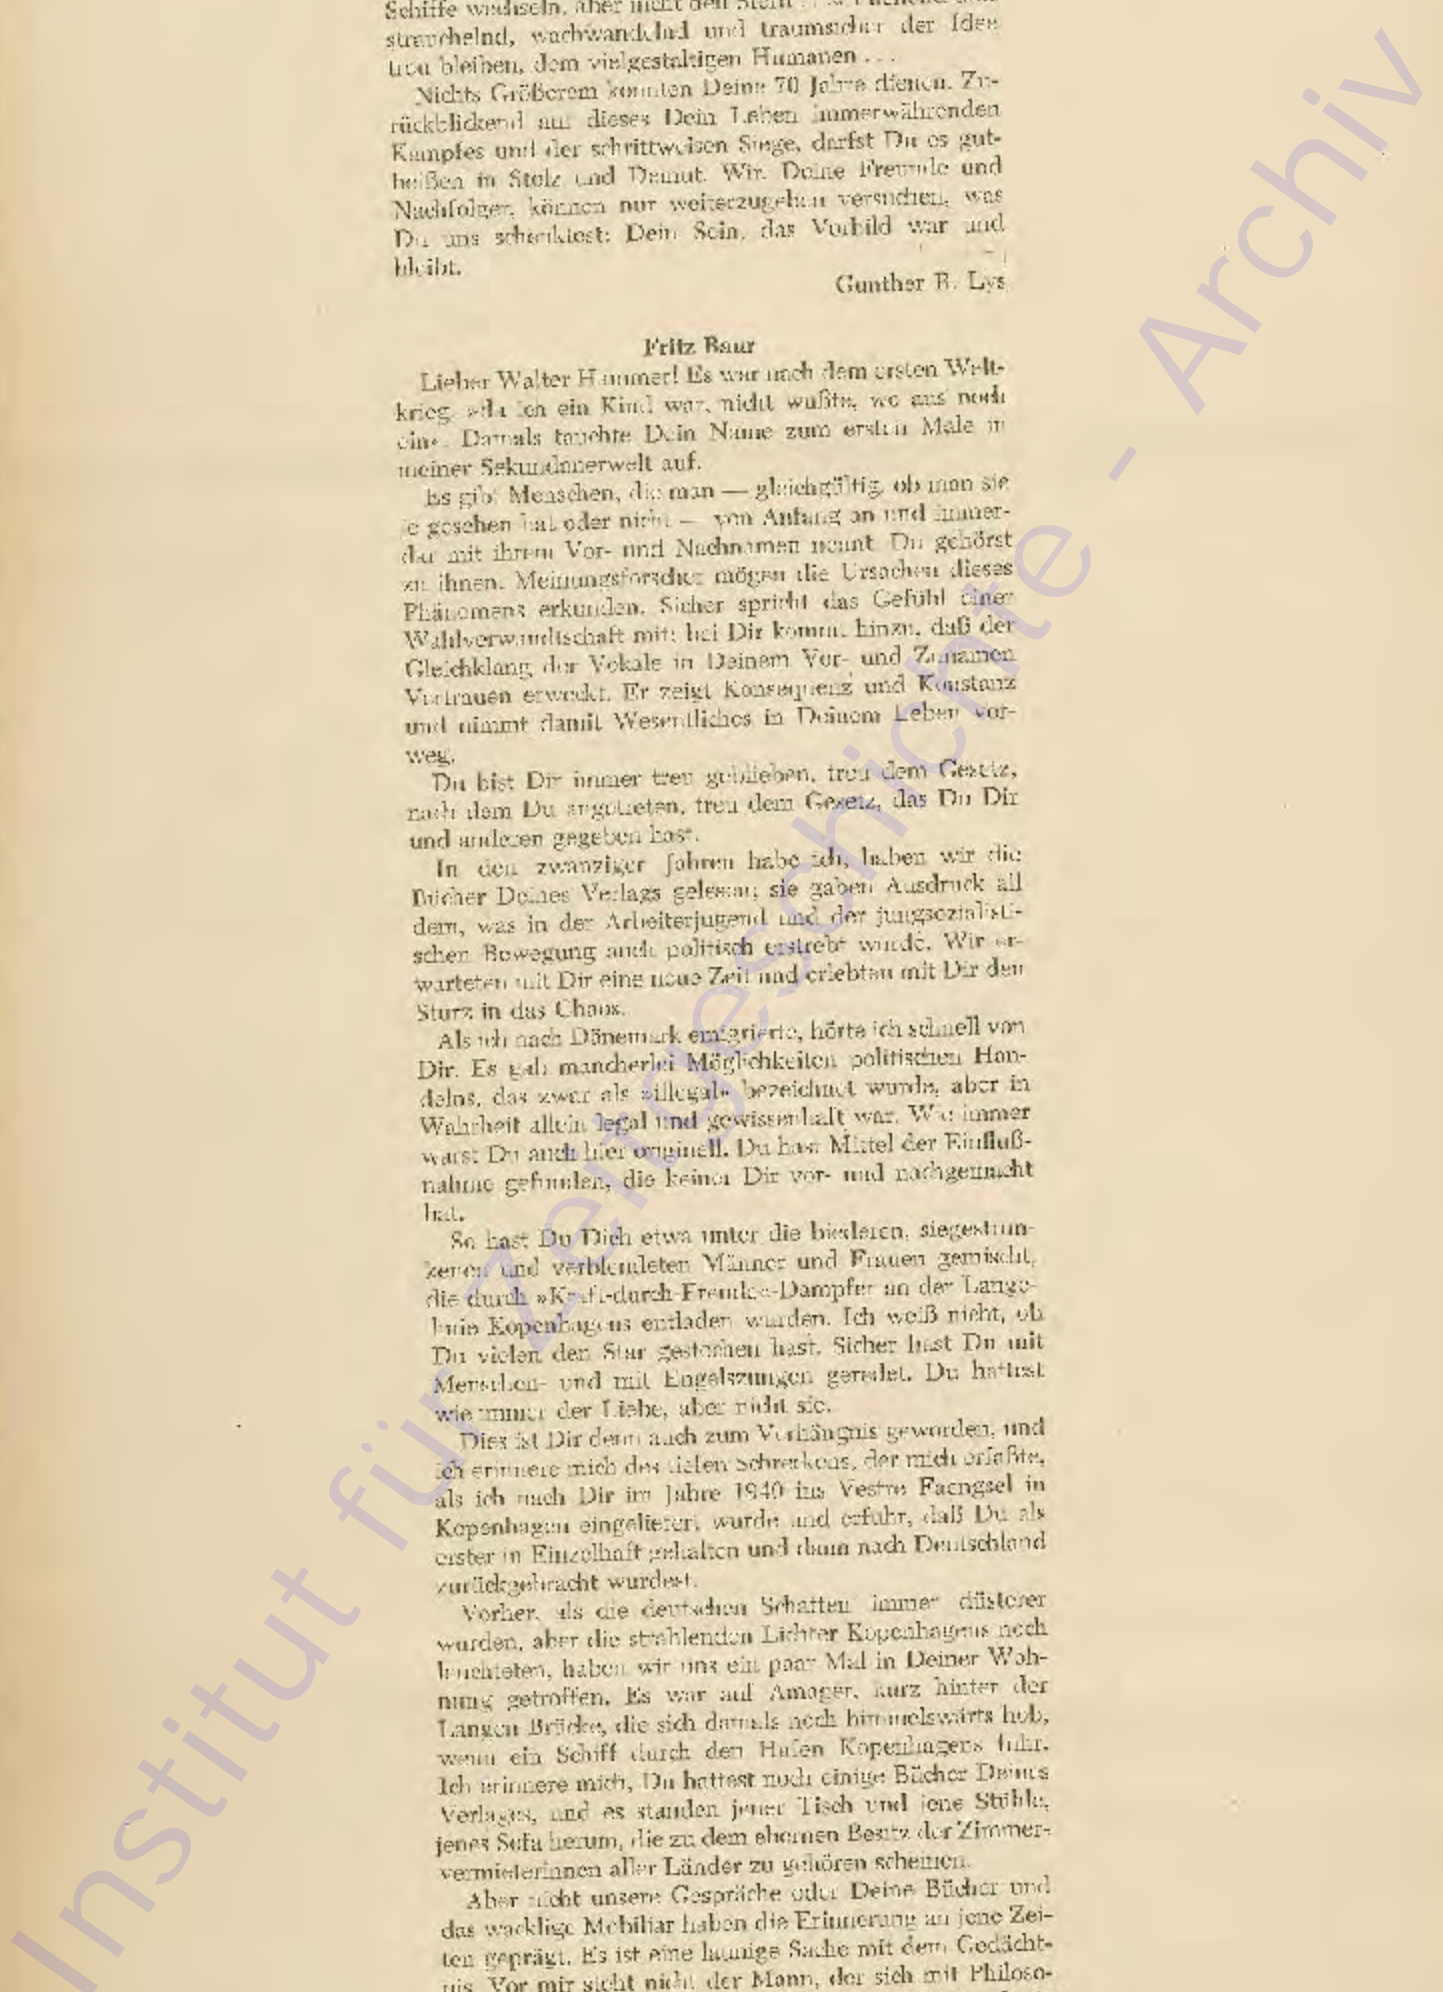 Schiffe wechseln, aber nicht den Stern
strauchelnd, wachwandelnd und traumsicher der Idee
treu bleiben, dem vielgestaltigen Humanen . . .
Nichts Größerem konnten Deine 70 Jahre dienen. Zu-
rückblickend auf dieses Dein Leben immerwährenden
Kampfes und der schrittweisen Siege, darfst Du es gut-
heißen in Stolz und Demut. Wir, Deine Freunde und
Nachfolger, können nur weiterzugeben versuchen, was
Du uns schenktest: Dein Sein, das Vorbild war und
bleibt.
Gunther R. Lys
Fritz Baur
Lieber Walter Hammer! Es war nach dem ersten Welt-
krieg, »da ich ein Kind war, nicht wußte, wo aus noch
ein«. Damals tauchte Dein Name zum ersten Male in
meiner Sekundanerwelt auf.
Es gibt Menschen, die man — gleichgültig, ob man sie
je gesehen hat oder nicht — von Anfang an und immer-
dar mit ihrem Vor- und Nachnamen nennt. Du gehörst
zu ihnen. Meinungsforscher mögen die Ursachen dieses
Phänomens erkunden. Sicher spricht das Gefühl einer
Wahlverwandtschaft mit; bei Dir kommt hinzu, daß der
Gleichklang der Vokale in Deinem Vor- und Zunamen
Vertrauen erweckt. Er zeigt Konsequenz und Konstanz
und nimmt damit Wesentliches in Deinem Leben vor-
weg.
Du bist Dir immer treu geblieben, treu dem Gesetz,
nach dem Du angetreten, treu dem Gesetz, das Du Dir
und anderen gegeben hast.
In den zwanziger Jahren habe ich, haben wir die
Bücher Deines Verlags gelesen; sie gaben Ausdruck all
dem, was in der Arbeiterjugend und der jungsozialisti-
schen Bewegung auch politisch erstrebt wurde. Wir er-
warteten mit Dir eine neue Zeit und erlebten mit Dir den
Sturz in das Chaos.
Als ich nach Dänemark emigrierte, hörte ich schnell von
Dir. Es gab mancherlei Möglichkeiten politischen Han-
delns, das zwar als »illegal« bezeichnet wurde, aber in
Wahrheit allein legal und gewissenhaft war. Wie immer
warst Du auch hier originell. Du hast Mittel der Einfluß-
nahme gefunden, die keiner Dir vor- und nachgemacht
hat.
So hast Du Dich etwa unter die biederen, siegestrun-
kenen und verblendeten Männer und Frauen gemischt,
die durch »Kraft-durch-Freude«-Dampfer an der Lange-
linie Kopenhagens entladen wurden. Ich weiß nicht, ob
Du vielen den Star gestochen hast. Sicher hast Du mit
Menschen- und mit Engelszungen geredet. Du hattest
wie immer der Liebe, aber nicht sie.
Dies ist Dir denn auch zum Verhängnis geworden, und
ich erinnere mich des tiefen Schreckens, der mich erfaßte,
als ich nach Dir im Jahre 1940 ins Vestre Faengsel in
Kopenhagen eingeliefert wurde und erfuhr, daß Du als
erster in Einzelhaft gehalten und dann nach Deutschland
zurückgebracht wurdest.
Vorher, als die deutschen Schatten immer düsterer
wurden, aber die strahlenden Lichter Kopenhagens noch
leuchteten, haben wir uns ein paar Mal in Deiner Woh-
nung getroffen. Es war auf Amager, kurz hinter der
Langen Brücke, die sich damals noch himmelswärts hob,
wenn ein Schiff durch den Hafen Kopenhagens fuhr.
Ich erinnere mich, Du hattest noch einige Bücher Deines
Verlages, und es standen jener Tisch und jene Stühle,
jenes Sofa herum, die zu dem ehernen Besitz der Zimmer-
vermieterinnen aller Länder zu gehören scheinen.
Aber nicht unsere Gespräche oder Deine Bücher und
das wacklige Mobiliar haben die Erinnerung an jene Zei-
ten geprägt. Es ist eine launige Sache mit dem Gedächt-
nis. Vor mir steht nicht der Mann, der sich mit Philoso-
Institut für Zeitgeschichte - Archiv